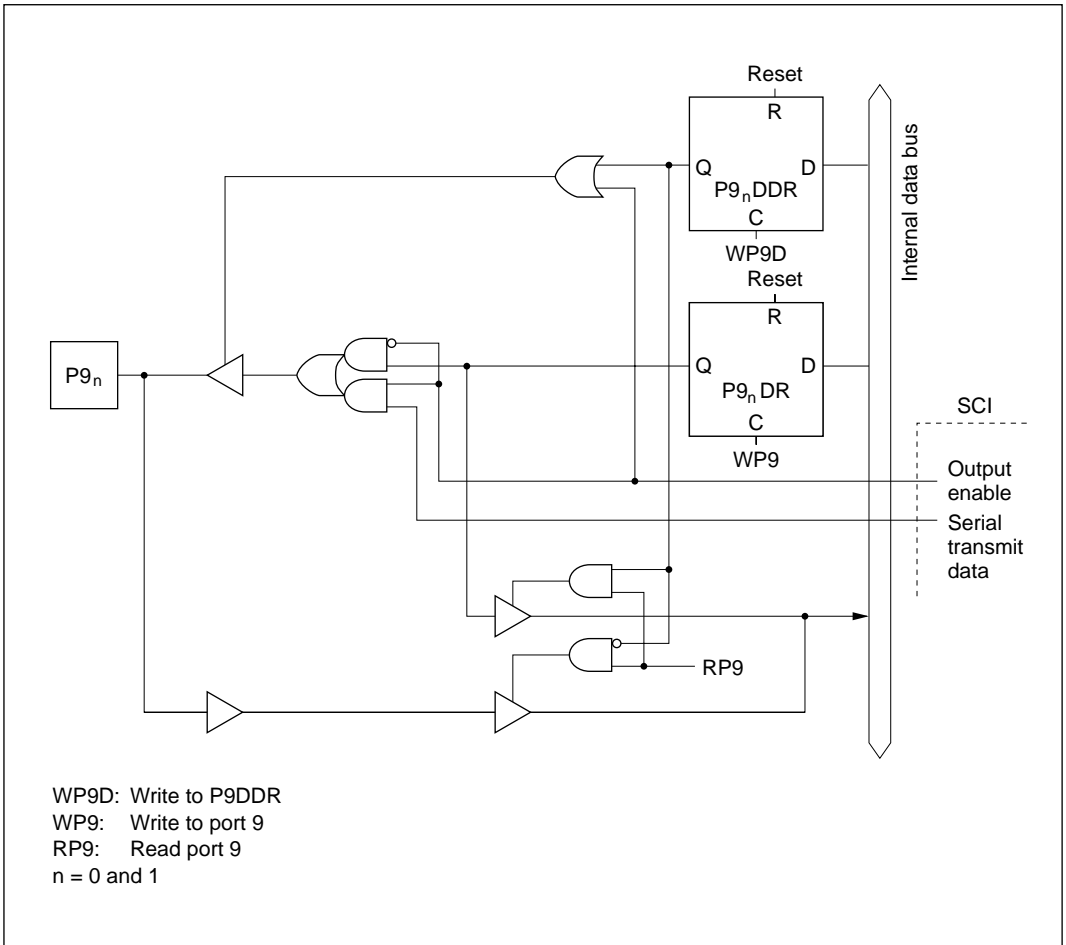 Reset
R
Q D
P9nDDR
C
WP9D
Internal data bus
Reset
R
P9n
Q D
P9nDR
C
WP9
SCI
Output
enable
Serial
transmit
data
RP9
WP9D: Write to P9DDR
WP9: Write to port 9
RP9: Read port 9
n = 0 and 1